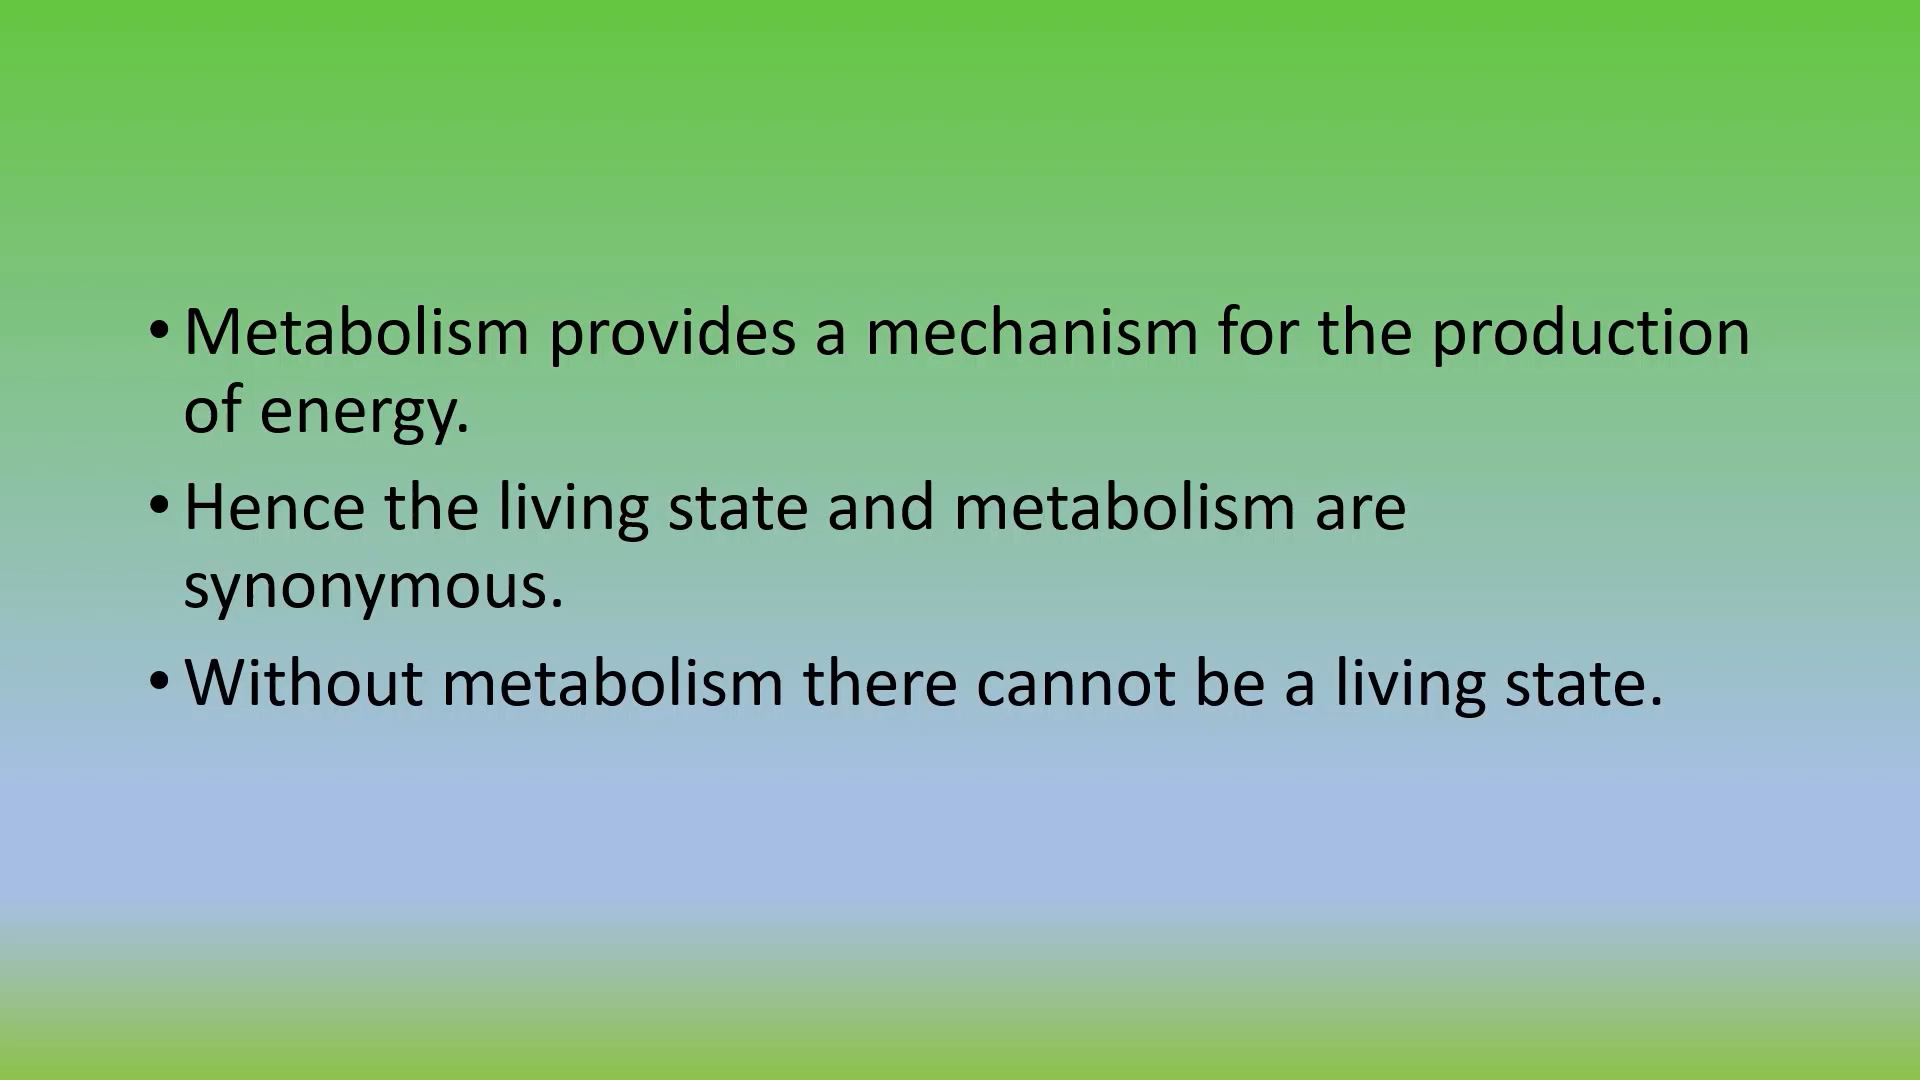 • Metabolism provides a mechanism for the production
of energy.
• Hence the living state and metabolism are
synonymous.
• Without metabolism there cannot be a living state.